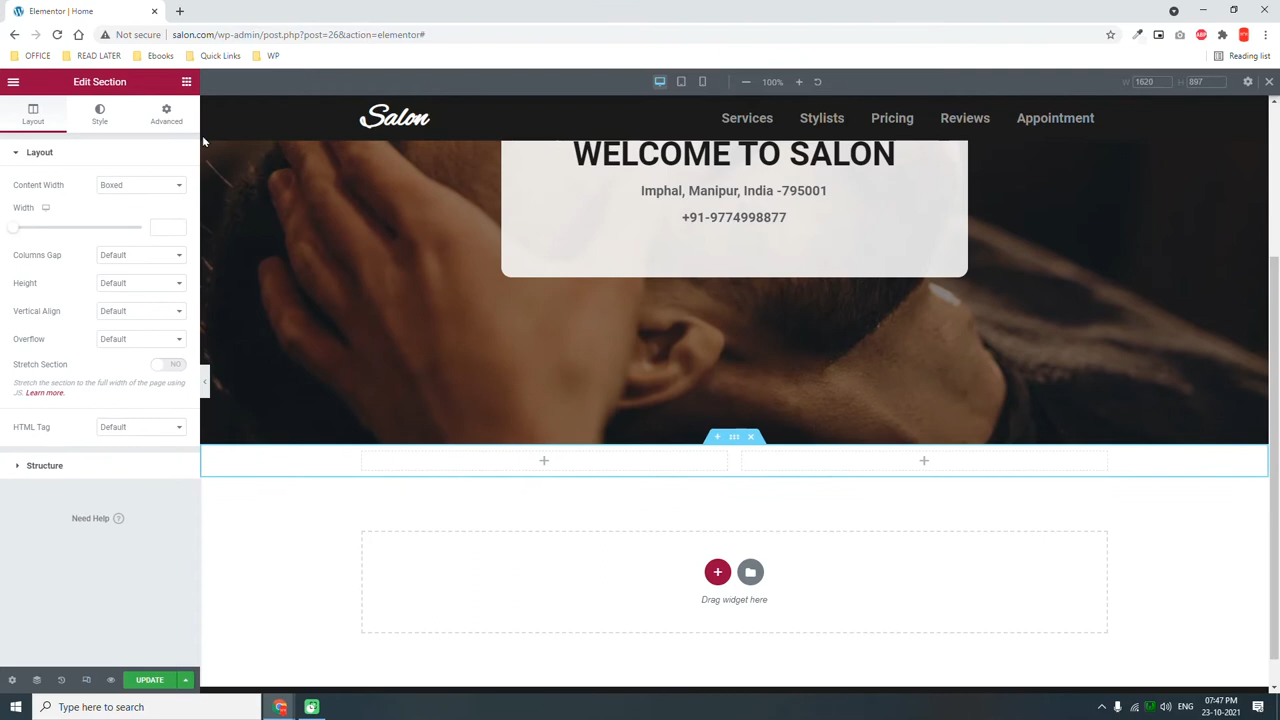 Elementor | Home
Not secure
salon.com/wp-admin/post.php?post=26&action=elementor#
OFFICE
READ LATER
Ebooks
Quick Links
WP
Reading list
Edit Section
100%
W 1620
H 897
Layout
Style
Advanced
Salon
Services
Stylists
Pricing
Reviews
Appointment
Layout
WELCOME TO SALON
Content Width
Boxed
Imphal, Manipur, India -795001
Width
+91-9774998877
Columns Gap
Default
Height
Default
Vertical Align
Default
Overflow
Default
Stretch Section
NO
Stretch the section to the full width of the page using
JS. Learn more.
HTML Tag
Default
Structure
Need Help
Drag widget here
UPDATE
Type here to search
ENG
07:47 PM
23-10-2021